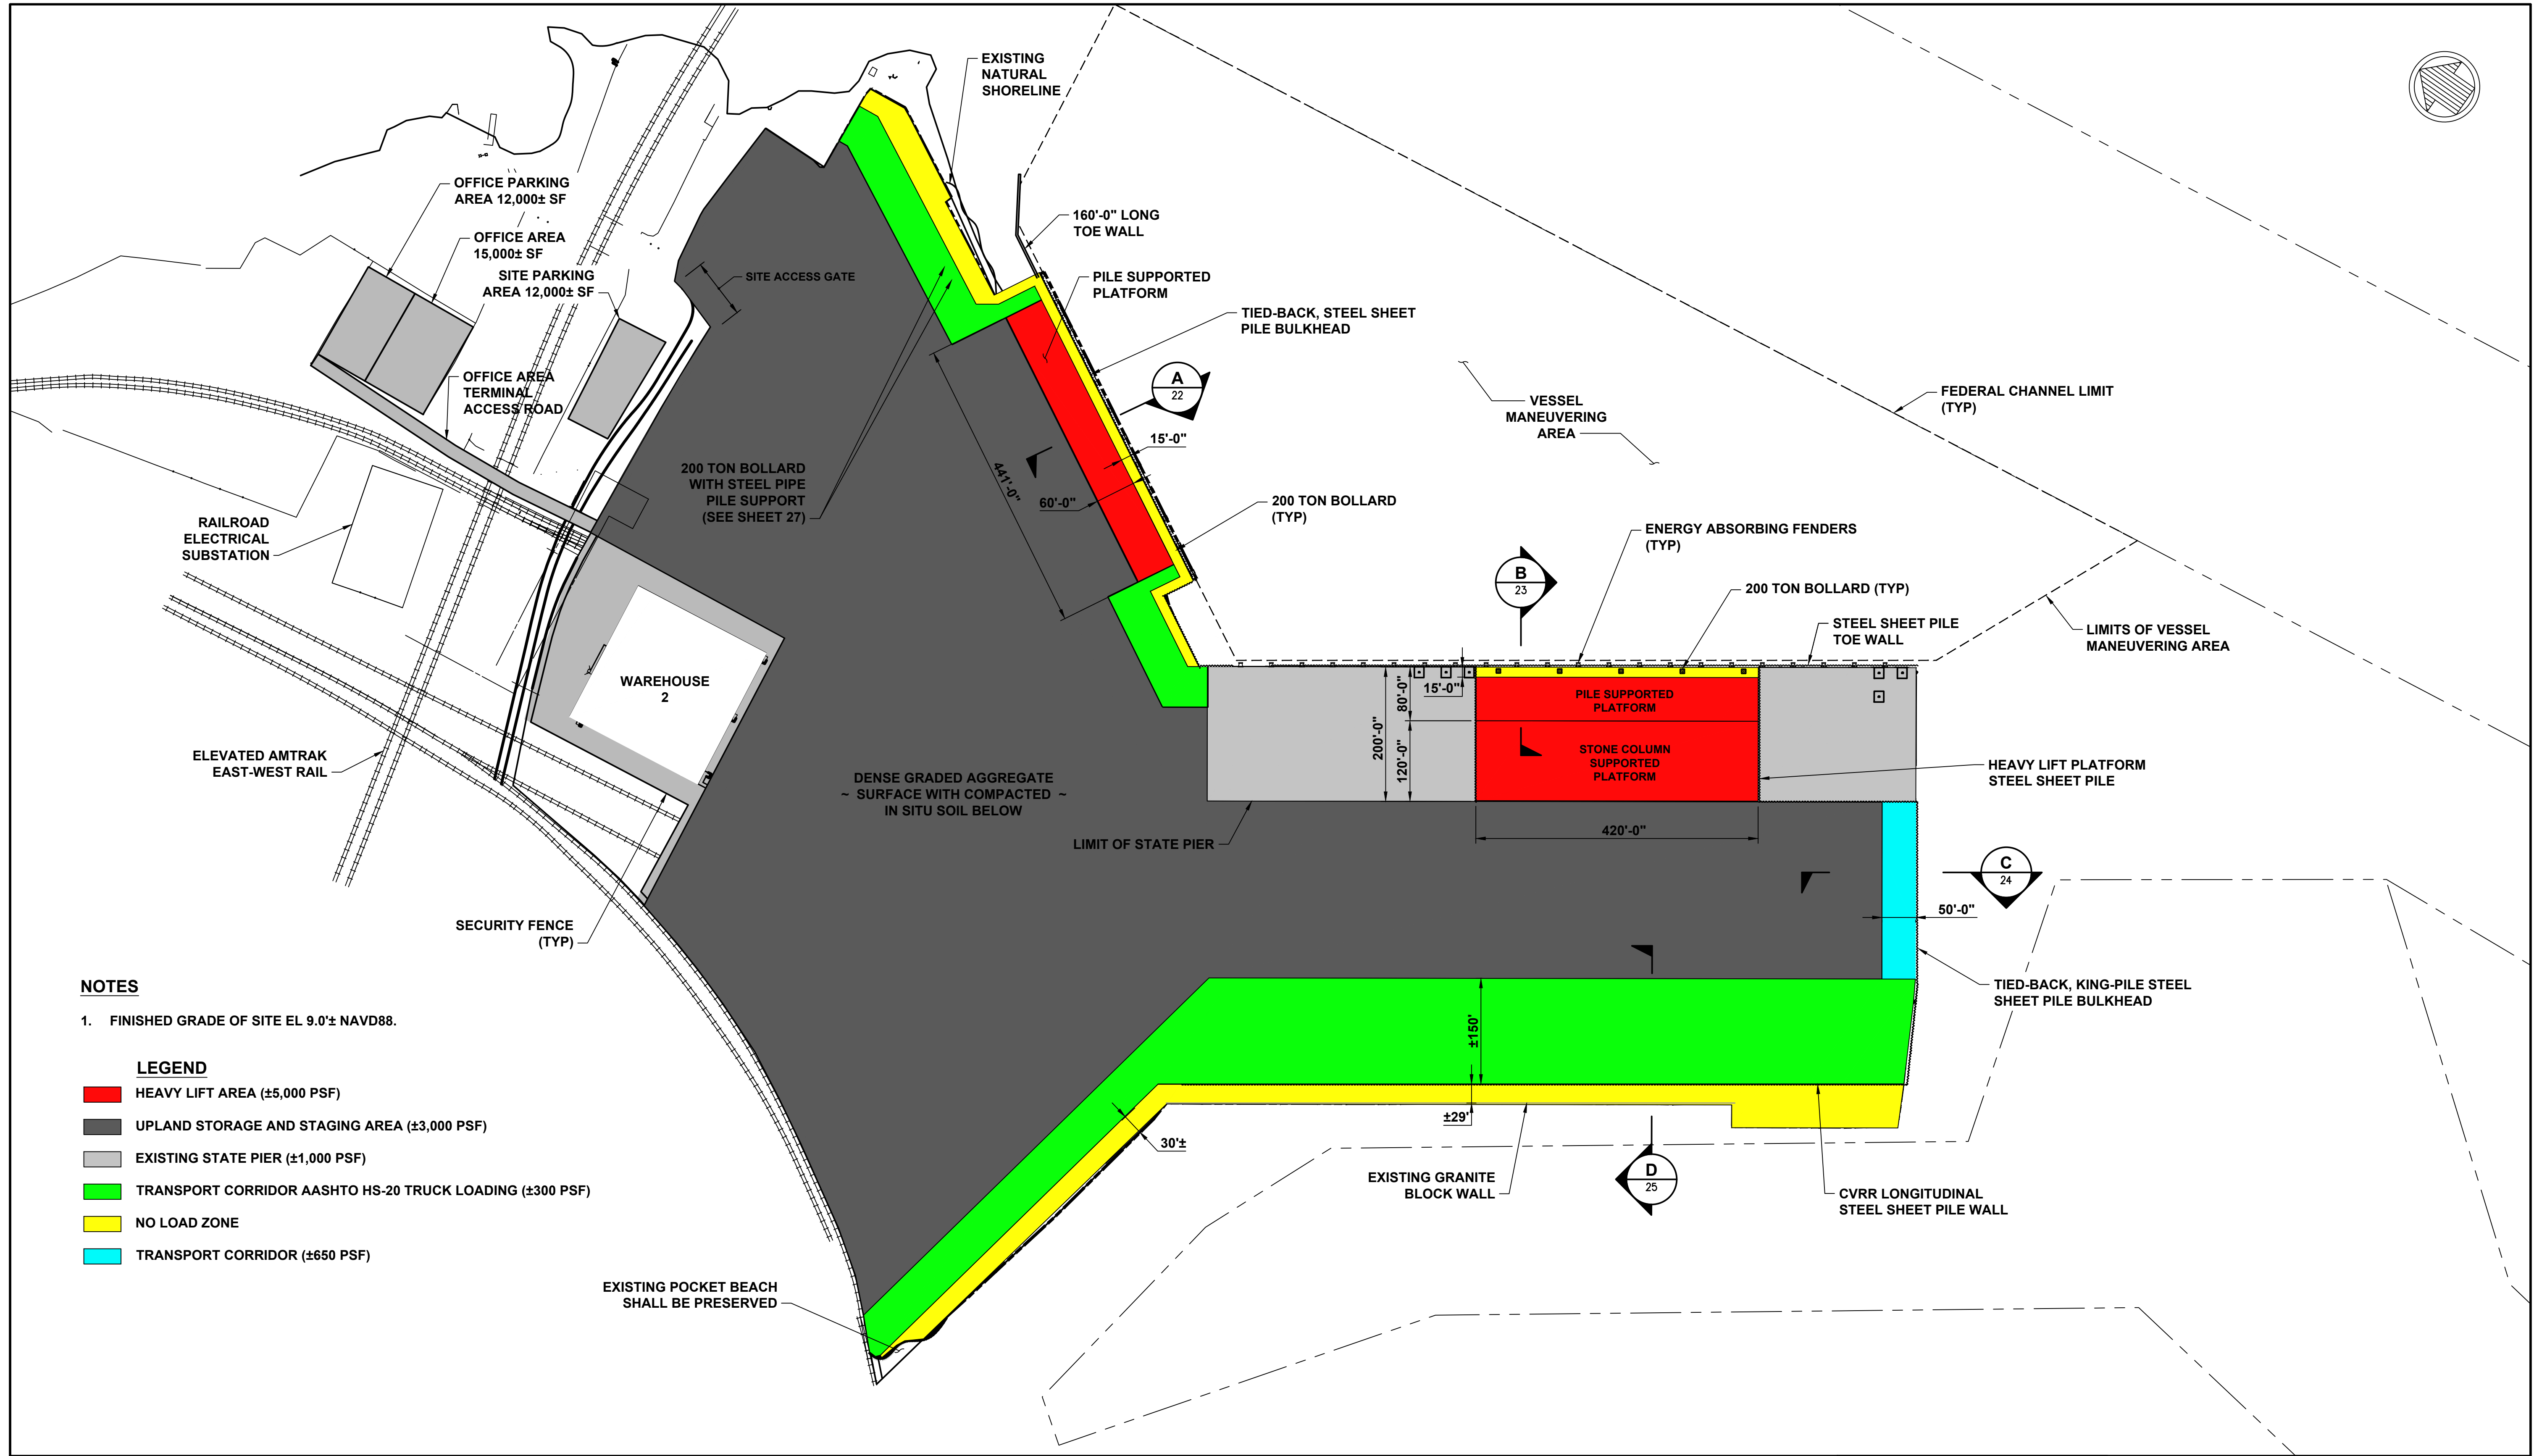 EXISTING
NATURAL
SHORELINE
OFFICE PARKING
AREA 12,000± SF
OFFICE AREA
15,000± SF
SITE PARKING
AREA 12,000± SF
SITE ACCESS GATE
160'-0" LONG
TOE WALL
PILE SUPPORTED
PLATFORM
TIED-BACK, STEEL SHEET
PILE BULKHEAD
A
22
OFFICE AREA
TERMINAL
ACCESS ROAD
VESSEL
MANEUVERING
AREA
FEDERAL CHANNEL LIMIT
(TYP)
15'-0"
441'-0"
60'-0"
200 TON BOLLARD
WITH STEEL PIPE
PILE SUPPORT
(SEE SHEET 27)
200 TON BOLLARD
(TYP)
RAILROAD
ELECTRICAL
SUBSTATION
ENERGY ABSORBING FENDERS
(TYP)
B
23
200 TON BOLLARD (TYP)
STEEL SHEET PILE
TOE WALL
LIMITS OF VESSEL
MANEUVERING AREA
WAREHOUSE
2
15'-0"
80'-0"
200'-0"
120'-0"
PILE SUPPORTED
PLATFORM
STONE COLUMN
SUPPORTED
PLATFORM
ELEVATED AMTRAK
EAST-WEST RAIL
DENSE GRADED AGGREGATE
~ SURFACE WITH COMPACTED ~
IN SITU SOIL BELOW
HEAVY LIFT PLATFORM
STEEL SHEET PILE
420'-0"
LIMIT OF STATE PIER
C
24
50'-0"
SECURITY FENCE
(TYP)
TIED-BACK, KING-PILE STEEL
SHEET PILE BULKHEAD
±150'
±29'
30'±
EXISTING GRANITE
BLOCK WALL
D
25
CVRR LONGITUDINAL
STEEL SHEET PILE WALL
EXISTING POCKET BEACH
SHALL BE PRESERVED
NOTES
1. FINISHED GRADE OF SITE EL 9.0'± NAVD88.
LEGEND
HEAVY LIFT AREA (±5,000 PSF)
UPLAND STORAGE AND STAGING AREA (±3,000 PSF)
EXISTING STATE PIER (±1,000 PSF)
TRANSPORT CORRIDOR AASHTO HS-20 TRUCK LOADING (±300 PSF)
NO LOAD ZONE
TRANSPORT CORRIDOR (±650 PSF)